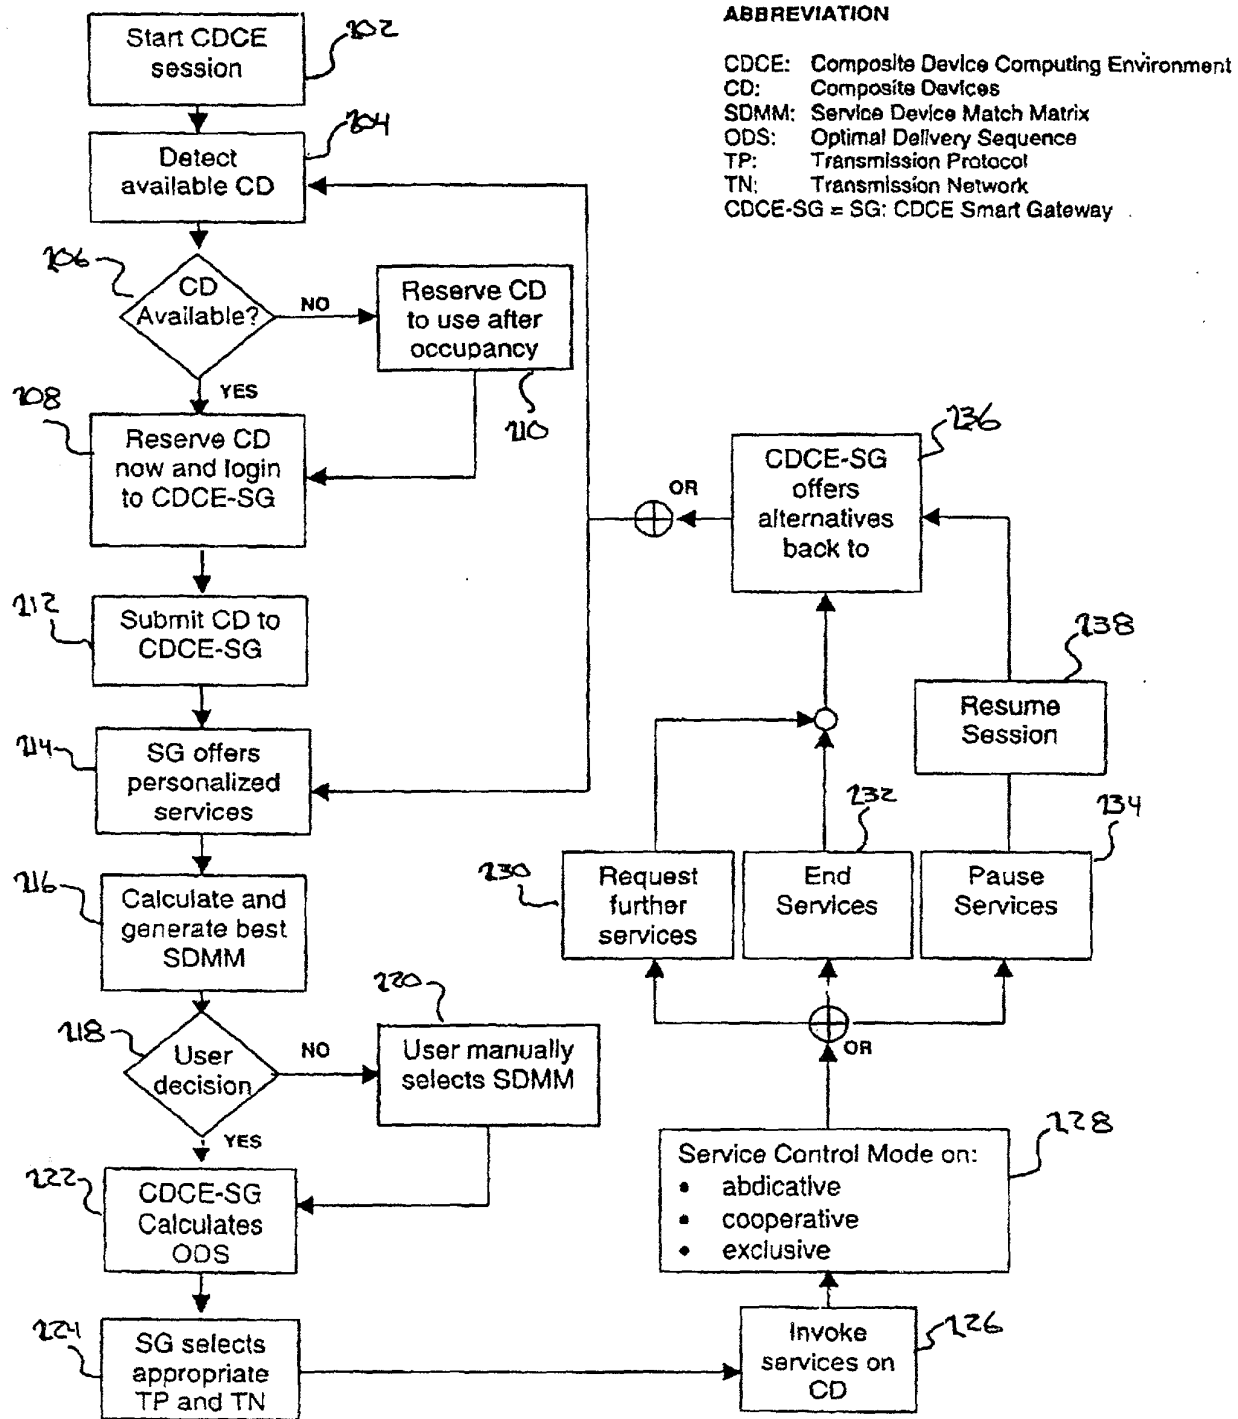 ABBREVIATION
CDCE: Composite Device Computing Environment
CD: Composite Devices
SDMM: Service Device Match Matrix
ODS: Optimal Delivery Sequence
TP: Transmission Protocol
TN: Transmission Network
CDCE-SG = SG: CDCE Smart Gateway
Start CDCE
session
202
Detect
available CD
204
CD
Available?
206
NO
YES
Reserve CD
to use after
occupancy
210
Reserve CD
now and login
to CDCE-SG
208
Submit CD to
CDCE-SG
212
SG offers
personalized
services
214
Calculate and
generate best
SDMM
216
User
decision
218
NO
YES
User manually
selects SDMM
220
CDCE-SG
Calculates
ODS
222
SG selects
appropriate
TP and TN
224
Invoke
services on
CD
226
Service Control Mode on:
• abdicative
• cooperative
• exclusive
228
OR
Request
further
services
230
End
Services
232
Pause
Services
234
Resume
Session
238
CDCE-SG
offers
alternatives
back to
236
OR